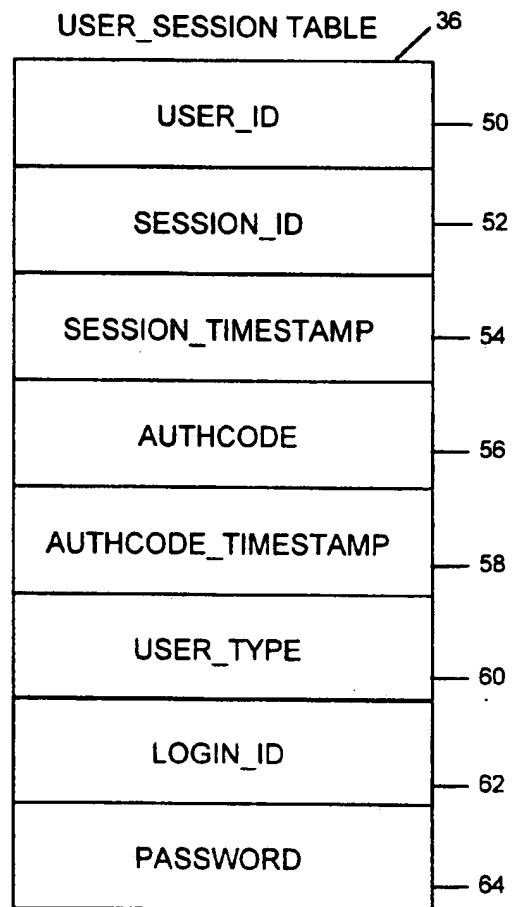 USER_SESSION TABLE 36
USER_ID 50
SESSION_ID 52
SESSION_TIMESTAMP 54
AUTHCODE 56
AUTHCODE_TIMESTAMP 58
USER_TYPE 60
LOGIN_ID 62
PASSWORD 64